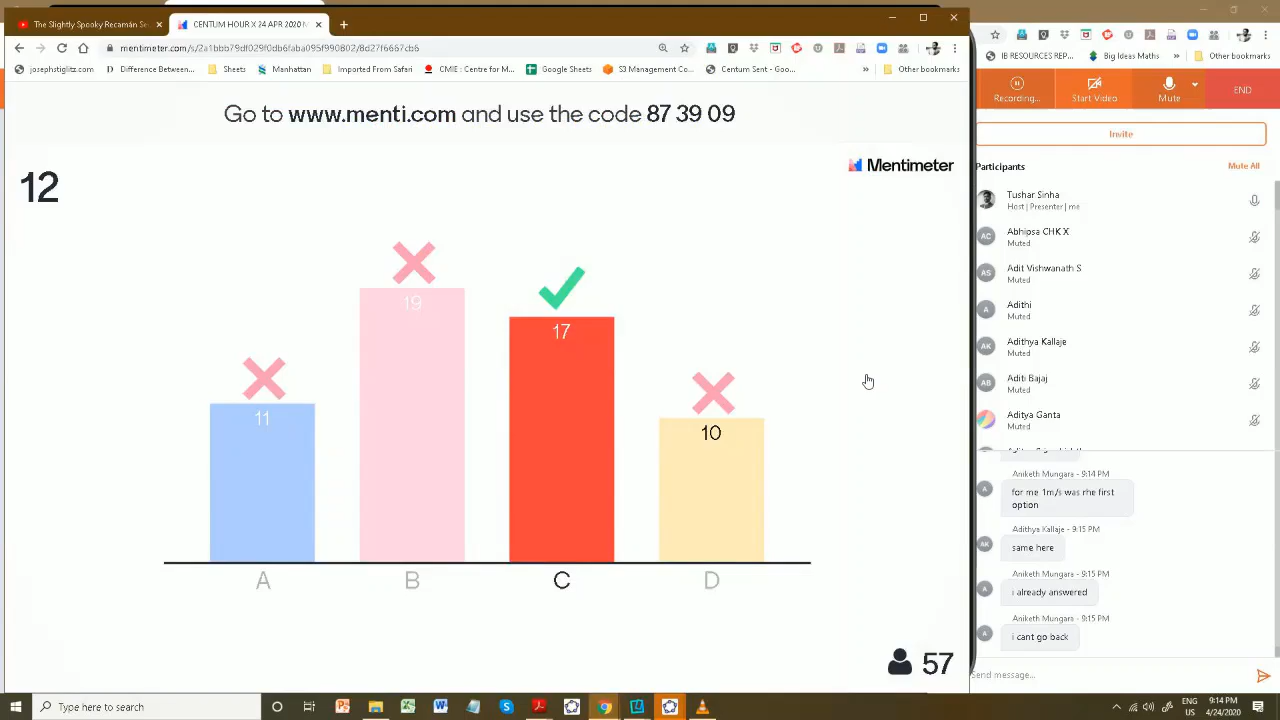 The Slightly Spooky Recamán Se
CENTUM HOUR X 24 APR 2020 M
josephstiglitz.com
Difference Between...
Sheets
Manhattan
Imported From Safari
CMIE : Centre for M...
Google Sheets
S3 Management Co...
Centum Sent - Goo...
»
Other bookmarks
IB RESOURCES REP...
Big Ideas Maths
»
Other bookmarks
Go to www.menti.com and use the code 87 39 09
Mentimeter
12
11
19
17
10
A
B
C
D
57
Recording...
Start Video
Mute
END
Invite
Participants
Mute All
Tushar Sinha
Host | Presenter | me
AC
Abhipsa CHK X
Muted
AS
Adit Vishwanath S
Muted
A
Adithi
Muted
AK
Adithya Kallaje
Muted
AB
Aditi Bajaj
Muted
Aditya Ganta
Muted
Aniketh Mungara - 9:14 PM
A
for me 1m/s was rhe first
option
Adithya Kallaje - 9:15 PM
AK
same here
Aniketh Mungara - 9:15 PM
A
i already answered
Aniketh Mungara - 9:15 PM
A
i cant go back
Send message...
Type here to search
ENG
US
9:14 PM
4/24/2020